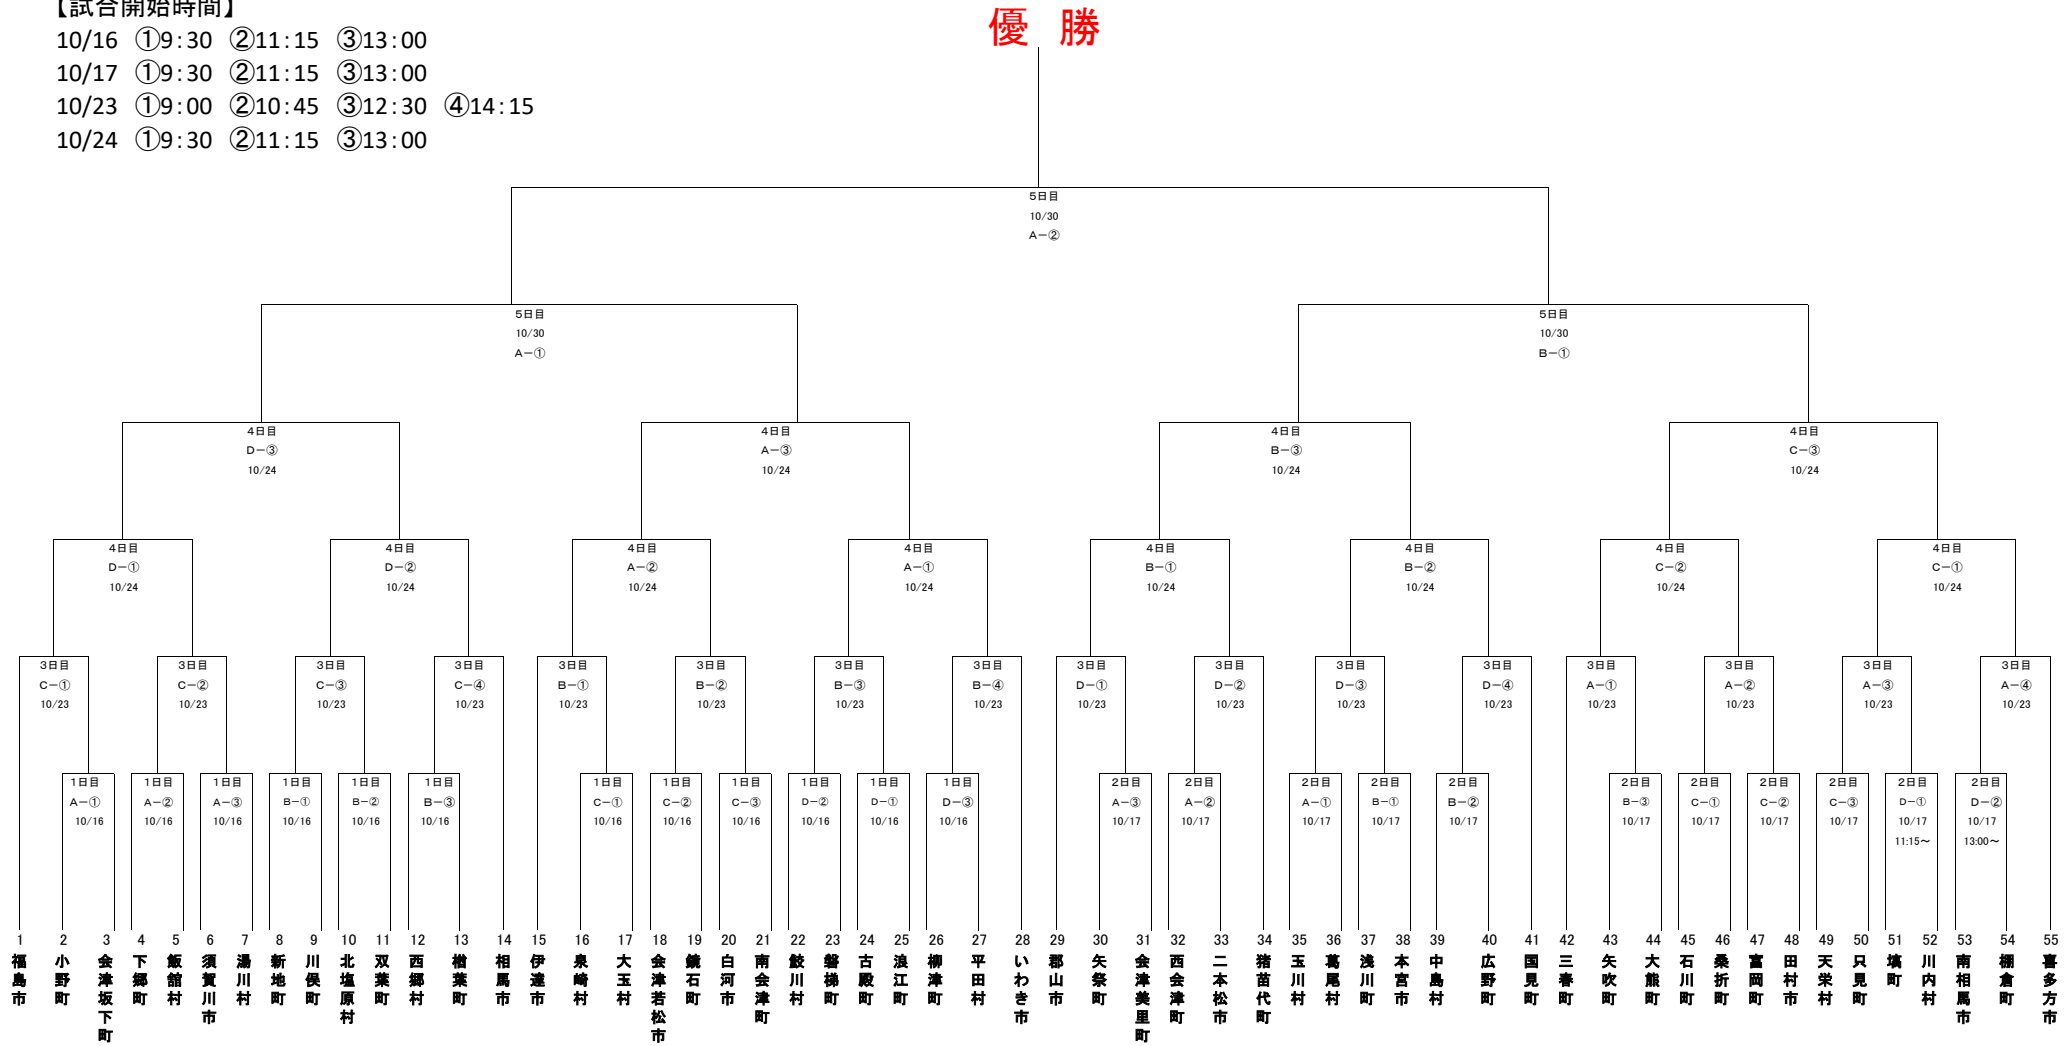 【試合開始時間】
優　勝
10/16 ①9:30 ②11:15 ③13:00
10/17 ①9:30 ②11:15 ③13:00
10/23 ①9:00 ②10:45 ③12:30 ④14:15
10/24 ①9:30 ②11:15 ③13:00
5日目
10/30
A－②
5日目
10/30
A－①
5日目
10/30
B－①
4日目
D－③
10/24
4日目
A－③
10/24
4日目
B－③
10/24
4日目
C－③
10/24
4日目
D－①
10/24
4日目
D－②
10/24
4日目
A－②
10/24
4日目
A－①
10/24
4日目
B－①
10/24
4日目
B－②
10/24
4日目
C－②
10/24
4日目
C－①
10/24
3日目
C－①
10/23
3日目
C－②
10/23
3日目
C－③
10/23
3日目
C－④
10/23
3日目
B－①
10/23
3日目
B－②
10/23
3日目
B－③
10/23
3日目
B－④
10/23
3日目
D－①
10/23
3日目
D－②
10/23
3日目
D－③
10/23
3日目
D－④
10/23
3日目
A－①
10/23
3日目
A－②
10/23
3日目
A－③
10/23
3日目
A－④
10/23
1日目
A－①
10/16
1日目
A－②
10/16
1日目
A－③
10/16
1日目
B－①
10/16
1日目
B－②
10/16
1日目
B－③
10/16
1日目
C－①
10/16
1日目
C－②
10/16
1日目
C－③
10/16
1日目
D－②
10/16
1日目
D－①
10/16
1日目
D－③
10/16
2日目
A－③
10/17
2日目
A－②
10/17
2日目
A－①
10/17
2日目
B－①
10/17
2日目
B－②
10/17
2日目
B－③
10/17
2日目
C－①
10/17
2日目
C－②
10/17
2日目
C－③
10/17
2日目
D－①
10/17
11:15～
2日目
D－②
10/17
13:00～
1
福島市
2
小野町
3
会津坂下町
4
下郷町
5
飯舘村
6
須賀川市
7
湯川村
8
新地町
9
川俣町
10
北塩原村
11
双葉町
12
西郷村
13
楢葉町
14
相馬市
15
伊達市
16
泉崎村
17
大玉村
18
会津若松市
19
鏡石町
20
白河市
21
南会津町
22
鮫川村
23
磐梯町
24
古殿町
25
浪江町
26
柳津町
27
平田村
28
いわき市
29
郡山市
30
矢祭町
31
会津美里町
32
西会津町
33
二本松市
34
猪苗代町
35
玉川村
36
葛尾村
37
浅川町
38
本宮市
39
中島村
40
広野町
41
国見町
42
三春町
43
矢吹町
44
大熊町
45
石川町
46
桑折町
47
富岡町
48
田村市
49
天栄村
50
只見町
51
塙町
52
川内村
53
南相馬市
54
棚倉町
55
喜多方市